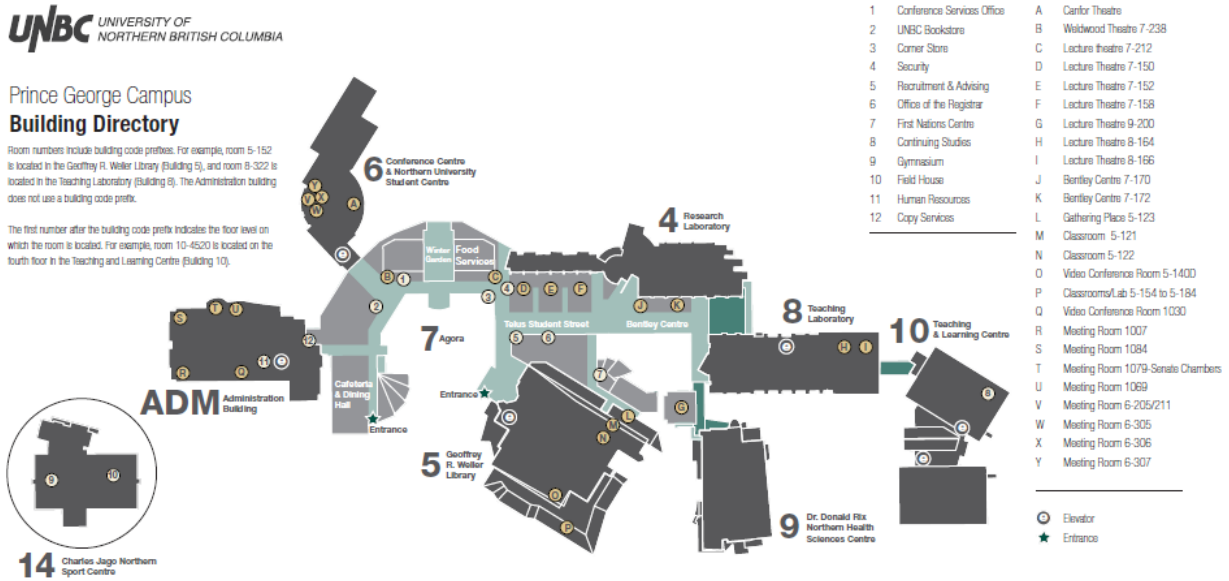 UNBC UNIVERSITY OF
NORTHERN BRITISH COLUMBIA
Prince George Campus
Building Directory
Room numbers include building code prefixes. For example, room 5-152
is located in the Geoffrey R. Weller Library (Building 5), and room 8-322 is
located in the Teaching Laboratory (Building 8). The Administration building
does not use a building code prefix.
The first number after the building code prefix indicates the floor level on
which the room is located. For example, room 10-4520 is located on the
fourth floor in the Teaching and Learning Centre (Building 10).
1 Conference Services Office
2 UNBC Bookstore
3 Corner Store
4 Security
5 Recruitment & Advising
6 Office of the Registrar
7 First Nations Centre
8 Continuing Studies
9 Gymnasium
10 Field House
11 Human Resources
12 Copy Services
A Canfor Theatre
B Weldwood Theatre 7-238
C Lecture theatre 7-212
D Lecture Theatre 7-150
E Lecture Theatre 7-152
F Lecture Theatre 7-158
G Lecture Theatre 9-200
H Lecture Theatre 8-164
I Lecture Theatre 8-166
J Bentley Centre 7-170
K Bentley Centre 7-172
L Gathering Place 5-123
M Classroom 5-121
N Classroom 5-122
O Video Conference Room 5-140D
P Classrooms/Lab 5-154 to 5-184
Q Video Conference Room 1030
R Meeting Room 1007
S Meeting Room 1084
T Meeting Room 1079-Senate Chambers
U Meeting Room 1069
V Meeting Room 6-205/211
W Meeting Room 6-305
X Meeting Room 6-306
Y Meeting Room 6-307
Elevator
Entrance
6 Conference Centre
& Northern University
Student Centre
Y
V X
W
A
4 Research
Laboratory
Winter
Garden
Food
Services
B 1
C
2
3
4 D E F
J K
7 Agora
Telus Student Street
Bentley Centre
5 6
8 Teaching
Laboratory
H I
10 Teaching
& Learning Centre
8
S T U
12
11
R Q
ADM Administration
Building
Cafeteria
& Dining
Hall
Entrance
Entrance
7
G
L
M
N
5 Geoffrey
R. Weller
Library
O
P
9 Dr. Donald Rix
Northern Health
Sciences Centre
9 10
14 Charles Jago Northern
Sport Centre